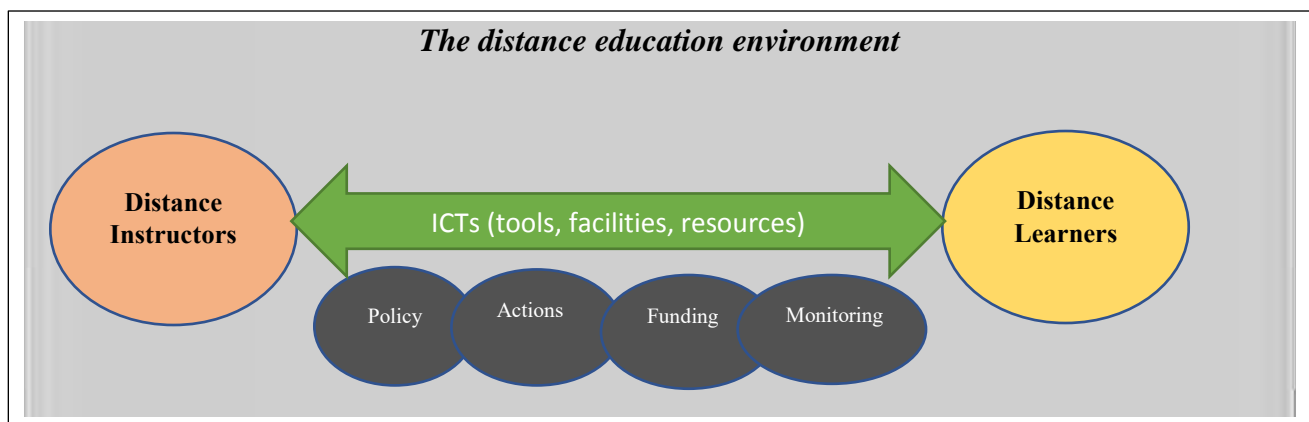 The distance education environment
Distance
Instructors
ICTs (tools, facilities, resources)
Distance
Learners
Policy
Actions
Funding
Monitoring